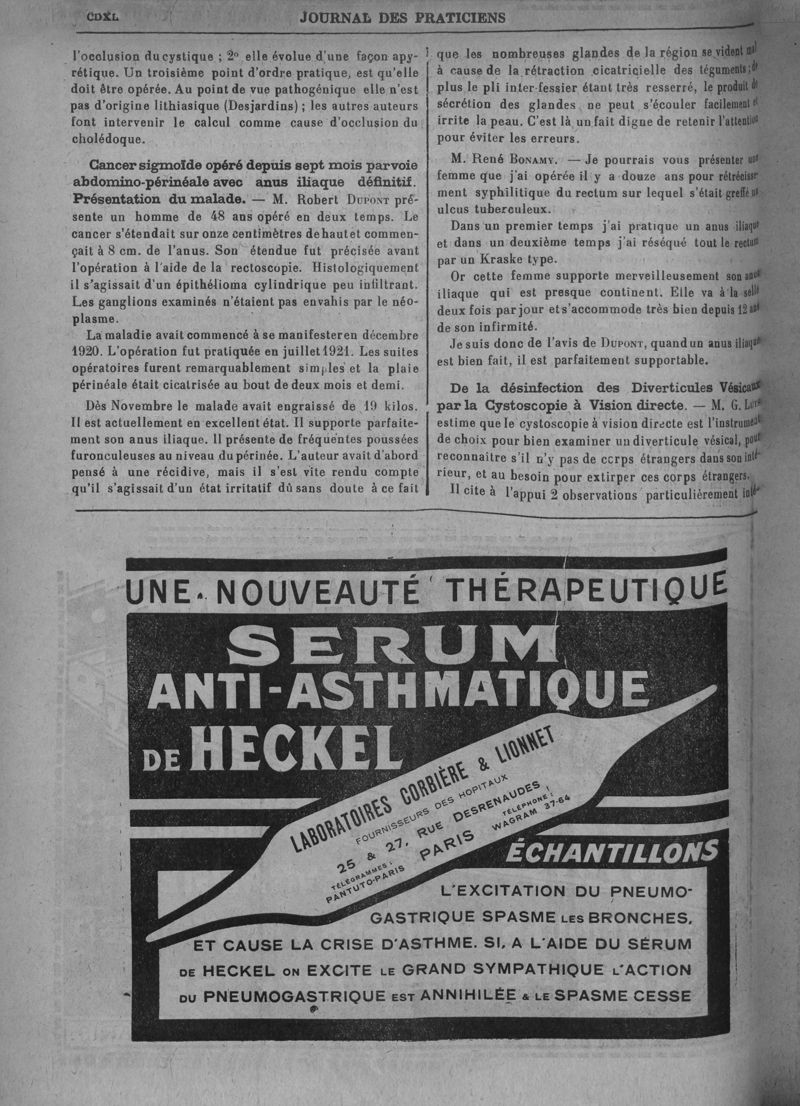 CDXL
JOURNAL DES PRATICIENS
l'occlusion du cystique ; 2º elle évolue d'une façon apy-
rétique. Un troisième point d'ordre pratique, est qu'elle
doit être opérée. Au point de vue pathogénique elle n'est
pas d'origine lithiasique (Desjardins) ; les autres auteurs
font intervenir le calcul comme cause d'occlusion du
cholédoque.
Cancer sigmoïde opéré depuis sept mois par voie
abdomino-périnéale avec anus iliaque définitif.
Présentation du malade. — M. Robert DUPONT pré-
sente un homme de 48 ans opéré en deux temps. Le
cancer s'étendait sur onze centimètres de haut et commen-
çait à 8 cm. de l'anus. Son étendue fut précisée avant
l'opération à l'aide de la rectoscopie. Histologiquement
il s'agissait d'un épithélioma cylindrique peu infiltrant.
Les ganglions examinés n'étaient pas envahis par le néo-
plasme.
La maladie avait commencé à se manifester en décembre
1920. L'opération fut pratiquée en juillet 1921. Les suites
opératoires furent remarquablement simples et la plaie
périnéale était cicatrisée au bout de deux mois et demi.
Dès Novembre le malade avait engraissé de 19 kilos.
Il est actuellement en excellent état. Il supporte parfaite-
ment son anus iliaque. Il présente de fréquentes poussées
furonculeuses au niveau du périnée. L'auteur avait d'abord
pensé à une récidive, mais il s'est vite rendu compte
qu'il s'agissait d'un état irritatif dû sans doute à ce fait
que les nombreuses glandes de la région se vident mal
à cause de la rétraction cicatricielle des téguments ; de
plus le pli inter-fessier étant très resserré, le produit de
sécrétion des glandes ne peut s'écouler facilement et
irrite la peau. C'est là un fait digne de retenir l'attention
pour éviter les erreurs.
M. René BONAMY. — Je pourrais vous présenter une
femme que j'ai opérée il y a douze ans pour rétrécisse-
ment syphilitique du rectum sur lequel s'était greffé un
ulcus tuberculeux.
Dans un premier temps j'ai pratique un anus iliaque
et dans un deuxième temps j'ai réséqué tout le rectum
par un Kraske type.
Or cette femme supporte merveilleusement son anus
iliaque qui est presque continent. Elle va à la selle
deux fois par jour et s'accommode très bien depuis 12 ans
de son infirmité.
Je suis donc de l'avis de DUPONT, quand un anus iliaque
est bien fait, il est parfaitement supportable.
De la désinfection des Diverticules Vésicaux
par la Cystoscopie à Vision directe. — M. G.
estime que le cystoscopie à vision directe est l'instrument
de choix pour bien examiner un diverticule vésical, pour
reconnaitre s'il n'y pas de corps étrangers dans son inté-
rieur, et au besoin pour extirper ces corps étrangers.
Il cite à l'appui 2 observations particulièrement inté-
UNE NOUVEAUTÉ THÉRAPEUTIQUE
SERUM
ANTI-ASTHMATIQUE
DE HECKEL
LABORATOIRES CORBIÈRE & LIONNET
FOURNISSEURS DES HOPITAUX
25 & 27, RUE DESRENAUDES,
TÉLÉGRAMMES :
PANTUTO-PARIS
PARIS
TÉLÉPHONE :
WAGRAM 37-64
ÉCHANTILLONS
L'EXCITATION DU PNEUMO-
GASTRIQUE SPASME LES BRONCHES,
ET CAUSE LA CRISE D'ASTHME. SI, A L'AIDE DU SÉRUM
DE HECKEL ON EXCITE LE GRAND SYMPATHIQUE L'ACTION
DU PNEUMOGASTRIQUE EST ANNIHILÉE & LE SPASME CESSE